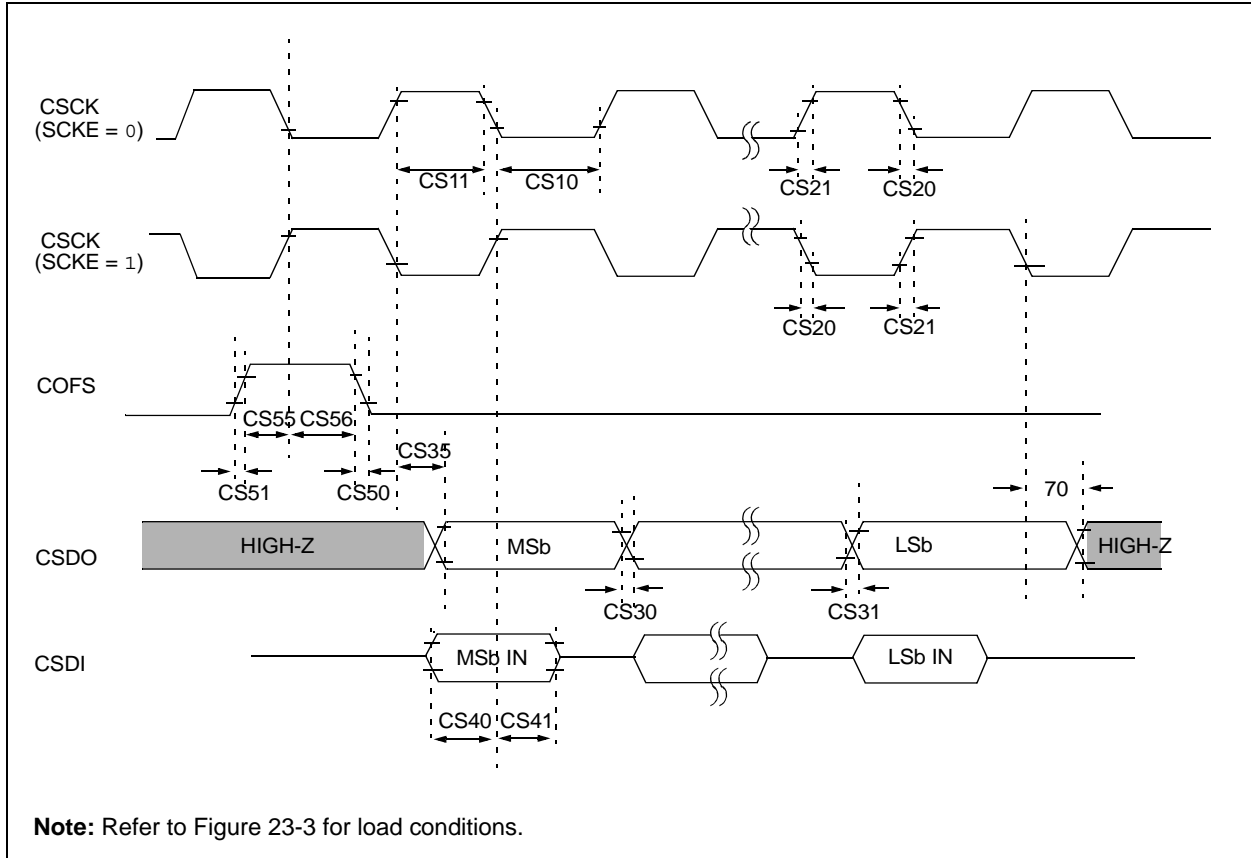 CSCK
(SCKE = 0)
CS11
CS10
CS21
CS20
CSCK
(SCKE = 1)
CS20
CS21
COFS
CS55
CS56
CS35
CS51
CS50
70
CSDO
HIGH-Z
MSb
LSb
HIGH-Z
CS30
CS31
CSDI
MSb IN
LSb IN
CS40
CS41
Note: Refer to Figure 23-3 for load conditions.